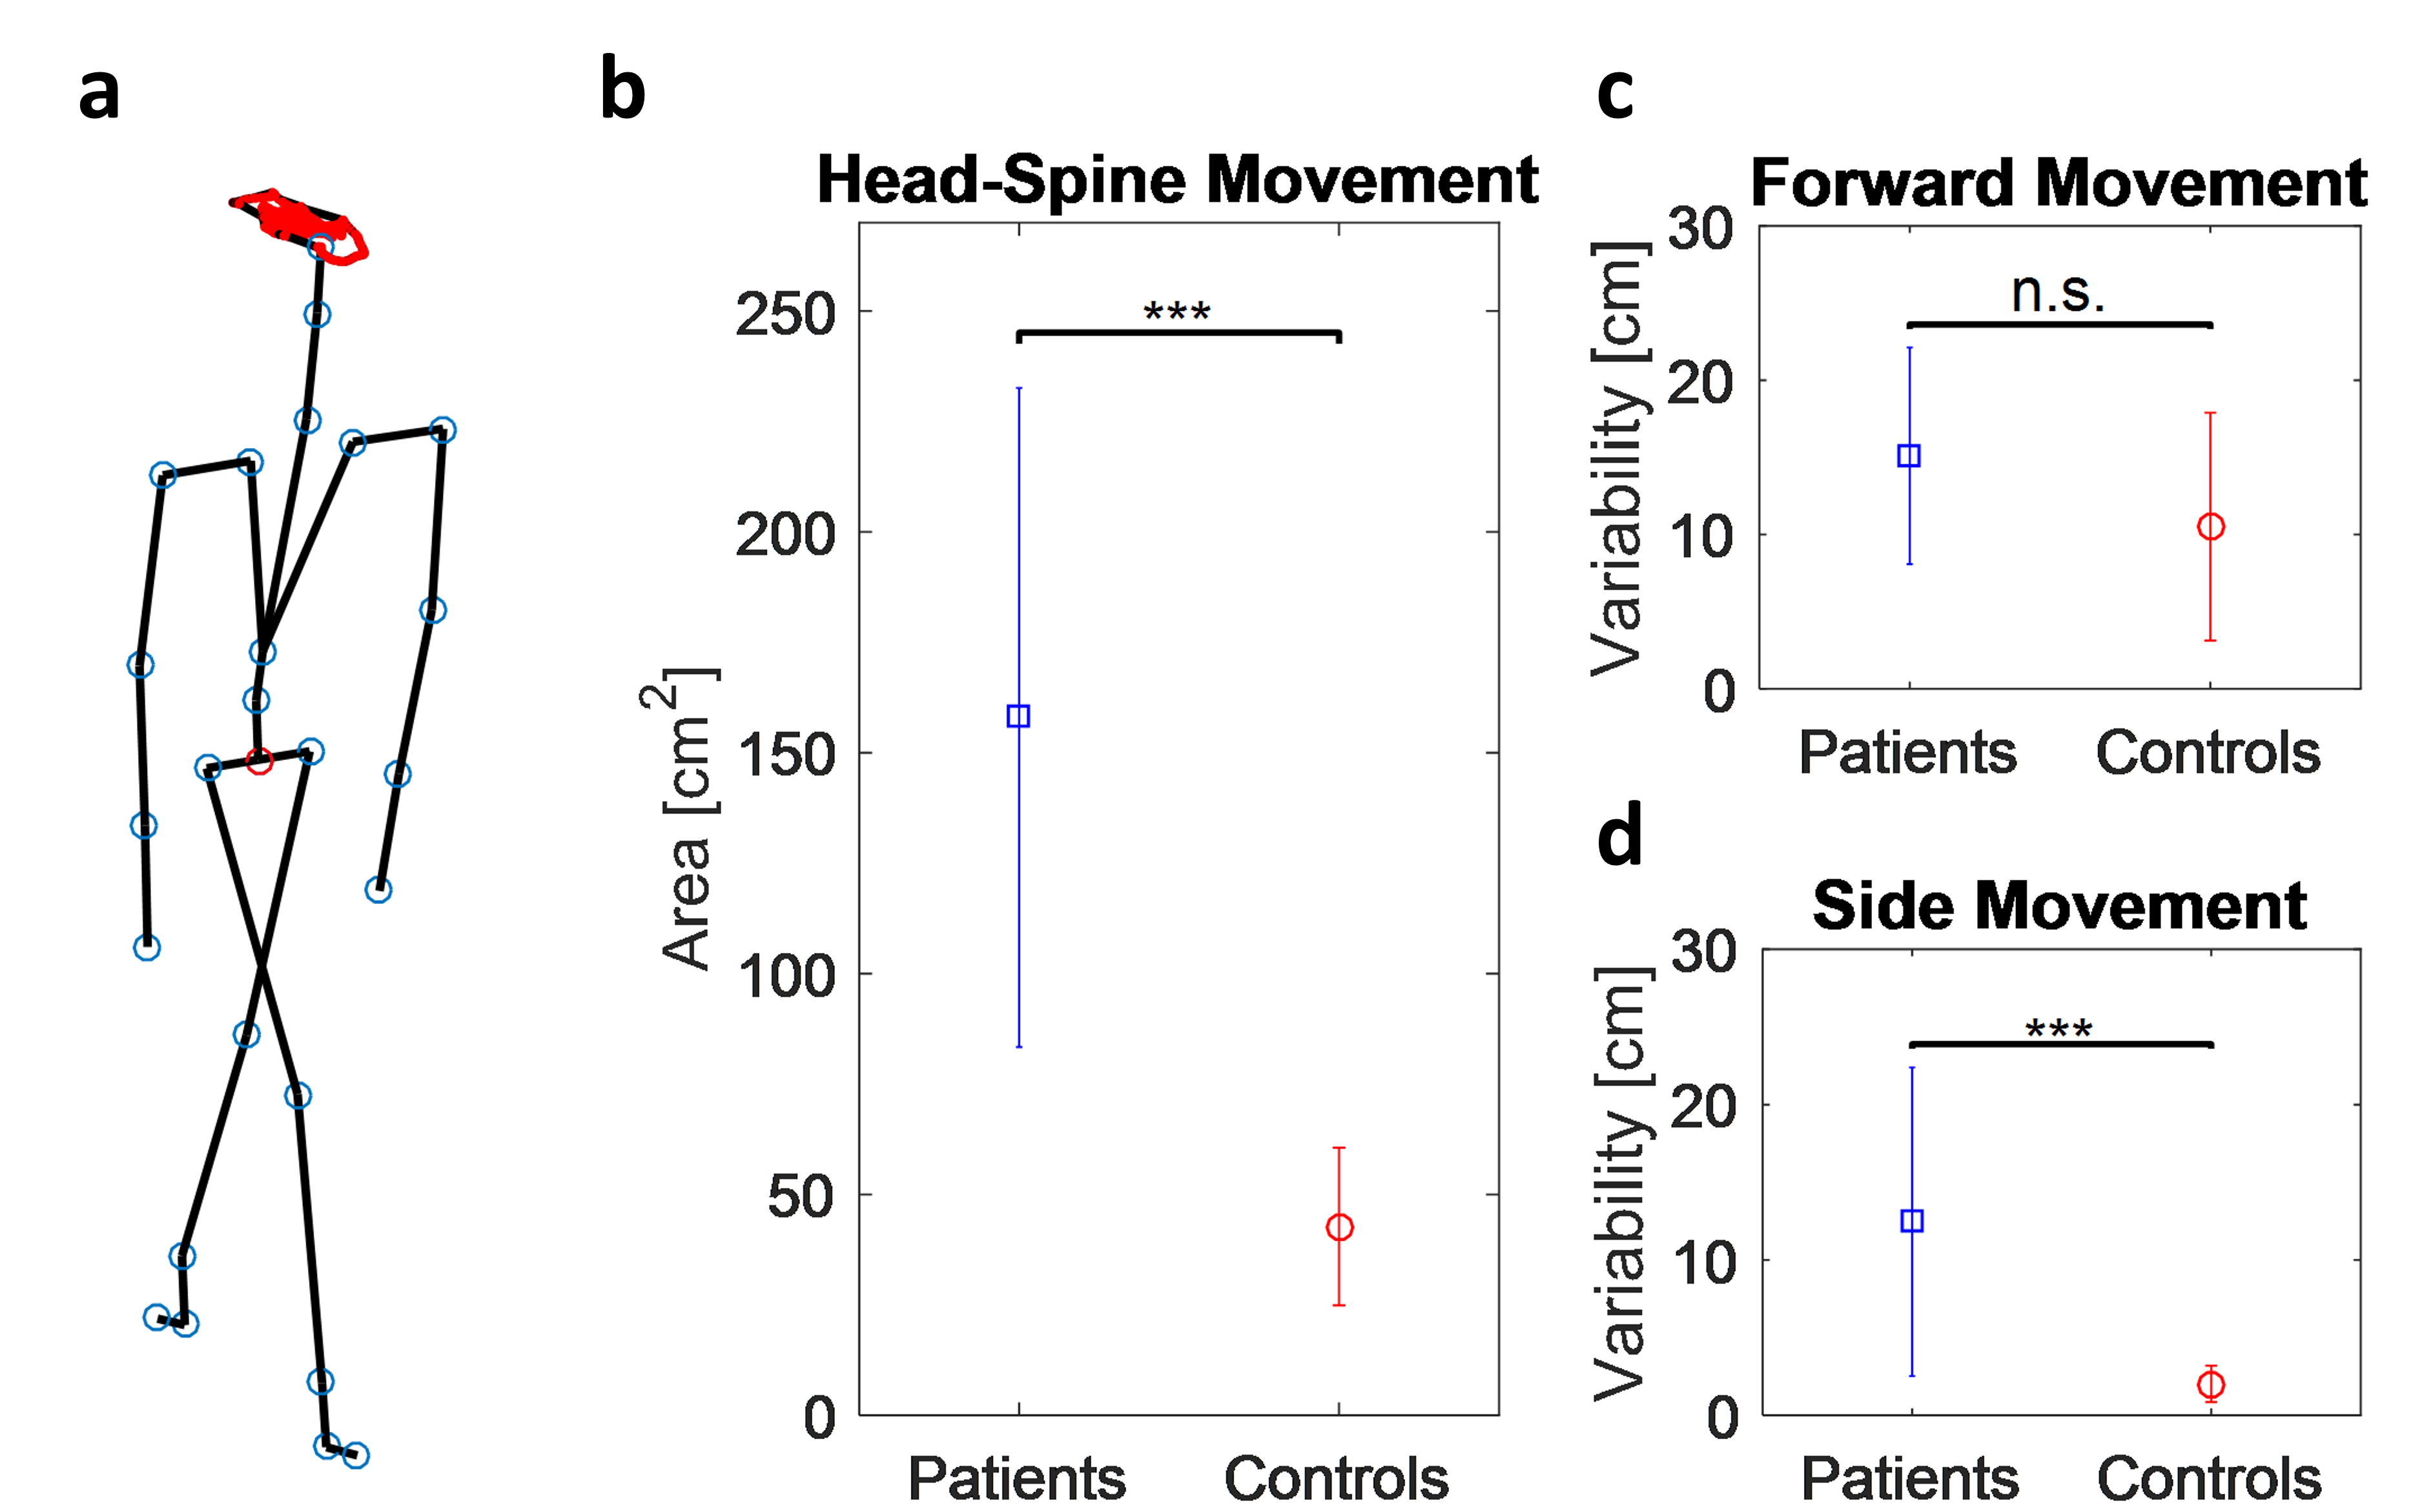 a
b
Head-Spine Movement
Area [cm²]
250
200
150
100
50
0
***
Patients Controls
c
Forward Movement
Variability [cm]
30
20
10
0
n.s.
Patients Controls
d
Side Movement
Variability [cm]
30
20
10
0
***
Patients Controls